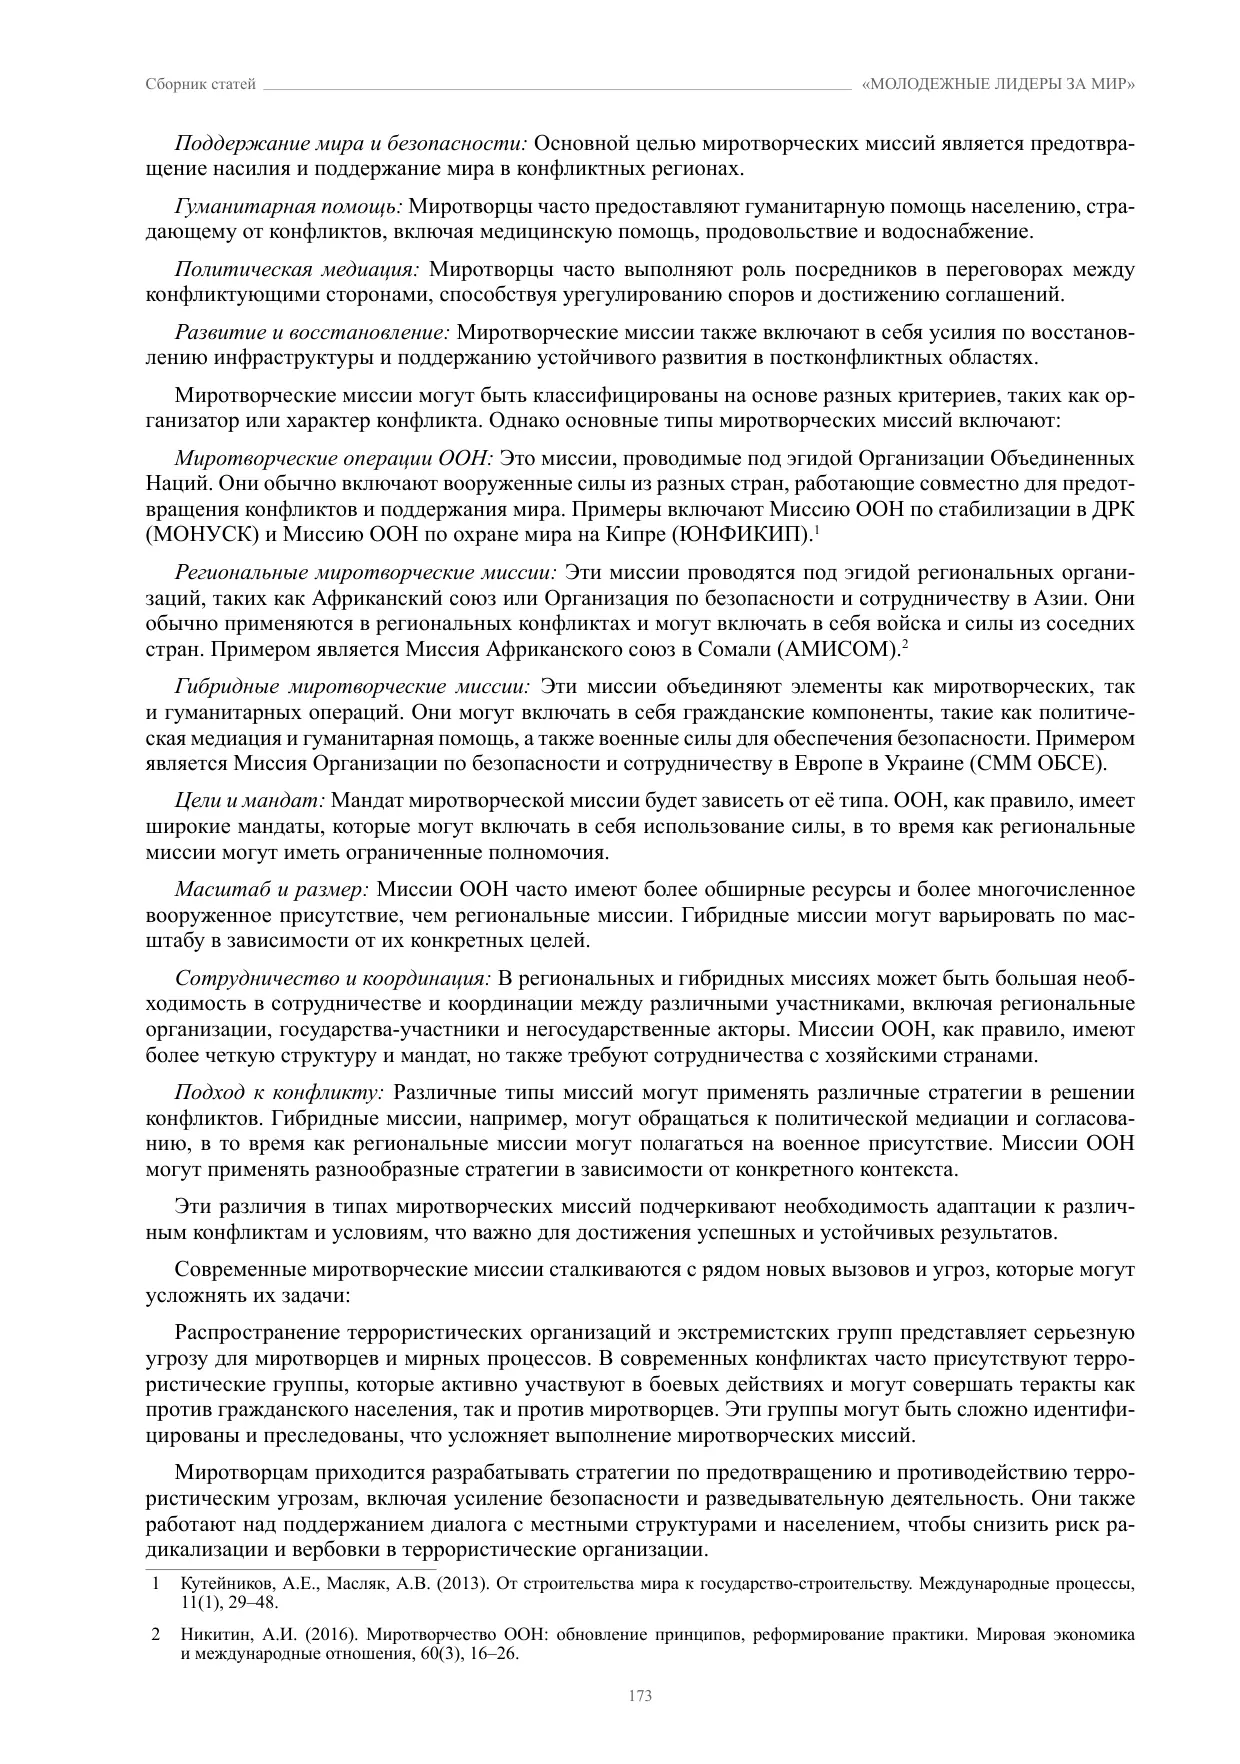 Сборник статей «МОЛОДЕЖНЫЕ ЛИДЕРЫ ЗА МИР»
Поддержание мира и безопасности: Основной целью миротворческих миссий является предотвра-
щение насилия и поддержание мира в конфликтных регионах.
Гуманитарная помощь: Миротворцы часто предоставляют гуманитарную помощь населению, стра-
дающему от конфликтов, включая медицинскую помощь, продовольствие и водоснабжение.
Политическая медиация: Миротворцы часто выполняют роль посредников в переговорах между
конфликтующими сторонами, способствуя урегулированию споров и достижению соглашений.
Развитие и восстановление: Миротворческие миссии также включают в себя усилия по восстанов-
лению инфраструктуры и поддержанию устойчивого развития в постконфликтных областях.
Миротворческие миссии могут быть классифицированы на основе разных критериев, таких как ор-
ганизатор или характер конфликта. Однако основные типы миротворческих миссий включают:
Миротворческие операции ООН: Это миссии, проводимые под эгидой Организации Объединенных
Наций. Они обычно включают вооруженные силы из разных стран, работающие совместно для предот-
вращения конфликтов и поддержания мира. Примеры включают Миссию ООН по стабилизации в ДРК
(МОНУСК) и Миссию ООН по охране мира на Кипре (ЮНФИКИП).1
Региональные миротворческие миссии: Эти миссии проводятся под эгидой региональных органи-
заций, таких как Африканский союз или Организация по безопасности и сотрудничеству в Азии. Они
обычно применяются в региональных конфликтах и могут включать в себя войска и силы из соседних
стран. Примером является Миссия Африканского союз в Сомали (АМИСОМ).2
Гибридные миротворческие миссии: Эти миссии объединяют элементы как миротворческих, так
и гуманитарных операций. Они могут включать в себя гражданские компоненты, такие как политиче-
ская медиация и гуманитарная помощь, а также военные силы для обеспечения безопасности. Примером
является Миссия Организации по безопасности и сотрудничеству в Европе в Украине (СММ ОБСЕ).
Цели и мандат: Мандат миротворческой миссии будет зависеть от её типа. ООН, как правило, имеет
широкие мандаты, которые могут включать в себя использование силы, в то время как региональные
миссии могут иметь ограниченные полномочия.
Масштаб и размер: Миссии ООН часто имеют более обширные ресурсы и более многочисленное
вооруженное присутствие, чем региональные миссии. Гибридные миссии могут варьировать по мас-
штабу в зависимости от их конкретных целей.
Сотрудничество и координация: В региональных и гибридных миссиях может быть большая необ-
ходимость в сотрудничестве и координации между различными участниками, включая региональные
организации, государства-участники и негосударственные акторы. Миссии ООН, как правило, имеют
более четкую структуру и мандат, но также требуют сотрудничества с хозяйскими странами.
Подход к конфликту: Различные типы миссий могут применять различные стратегии в решении
конфликтов. Гибридные миссии, например, могут обращаться к политической медиации и согласова-
нию, в то время как региональные миссии могут полагаться на военное присутствие. Миссии ООН
могут применять разнообразные стратегии в зависимости от конкретного контекста.
Эти различия в типах миротворческих миссий подчеркивают необходимость адаптации к различ-
ным конфликтам и условиям, что важно для достижения успешных и устойчивых результатов.
Современные миротворческие миссии сталкиваются с рядом новых вызовов и угроз, которые могут
усложнять их задачи:
Распространение террористических организаций и экстремистских групп представляет серьезную
угрозу для миротворцев и мирных процессов. В современных конфликтах часто присутствуют терро-
ристические группы, которые активно участвуют в боевых действиях и могут совершать теракты как
против гражданского населения, так и против миротворцев. Эти группы могут быть сложно идентифи-
цированы и преследованы, что усложняет выполнение миротворческих миссий.
Миротворцам приходится разрабатывать стратегии по предотвращению и противодействию терро-
ристическим угрозам, включая усиление безопасности и разведывательную деятельность. Они также
работают над поддержанием диалога с местными структурами и населением, чтобы снизить риск ра-
дикализации и вербовки в террористические организации.
1 Кутейников, А.Е., Масляк, А.В. (2013). От строительства мира к государство-строительству. Международные процессы,
11(1), 29–48.
2 Никитин, А.И. (2016). Миротворчество ООН: обновление принципов, реформирование практики. Мировая экономика
и международные отношения, 60(3), 16–26.
173